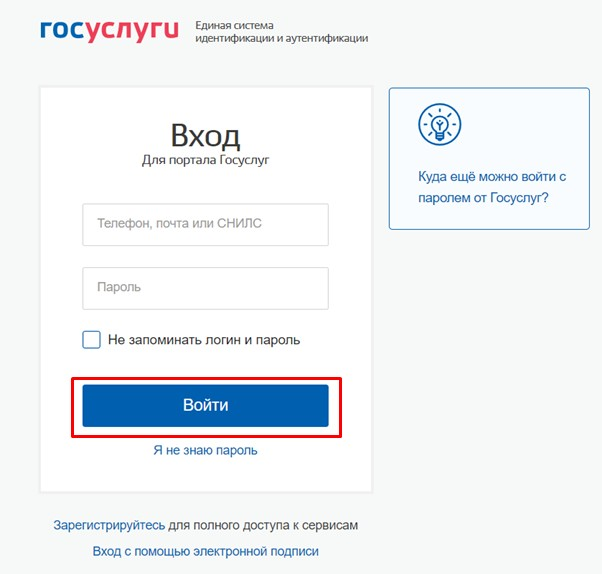 госуслуги
Единая система
идентификации и аутентификации
Вход
Для портала Госуслуг
Телефон, почта или СНИЛС
Пароль
Не запоминать логин и пароль
Войти
Я не знаю пароль
Куда ещё можно войти с
паролем от Госуслуг?
Зарегистрируйтесь для полного доступа к сервисам
Вход с помощью электронной подписи